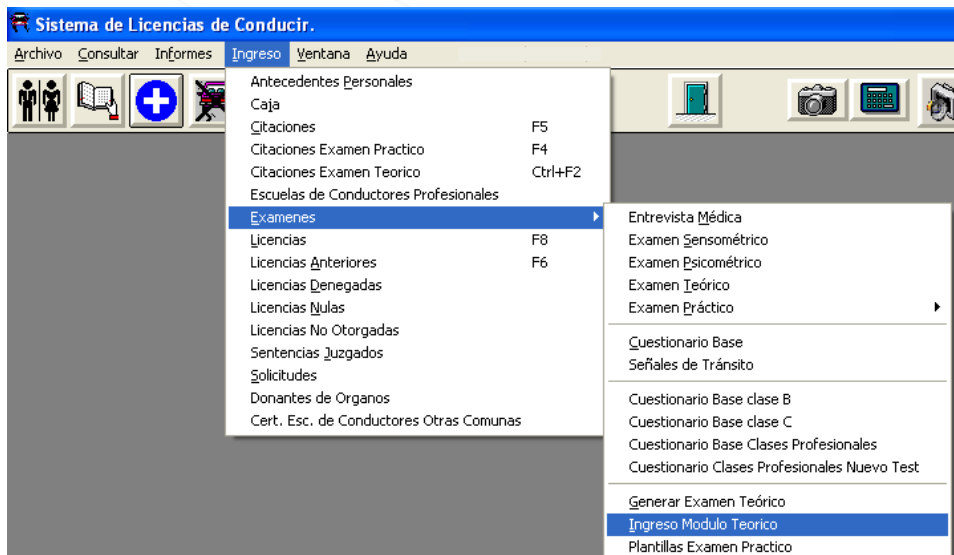 Sistema de Licencias de Conducir.
Archivo Consultar Informes Ingreso Ventana Ayuda
Antecedentes Personales
Caja
Citaciones F5
Citaciones Examen Practico F4
Citaciones Examen Teorico Ctrl+F2
Escuelas de Conductores Profesionales
Examenes
Licencias F8
Licencias Anteriores F6
Licencias Denegadas
Licencias Nulas
Licencias No Otorgadas
Sentencias Juzgados
Solicitudes
Donantes de Organos
Cert. Esc. de Conductores Otras Comunas
Entrevista Médica
Examen Sensométrico
Examen Psicométrico
Examen Teórico
Examen Práctico
Cuestionario Base
Señales de Tránsito
Cuestionario Base clase B
Cuestionario Base clase C
Cuestionario Base Clases Profesionales
Cuestionario Clases Profesionales Nuevo Test
Generar Examen Teórico
Ingreso Modulo Teorico
Plantillas Examen Practico